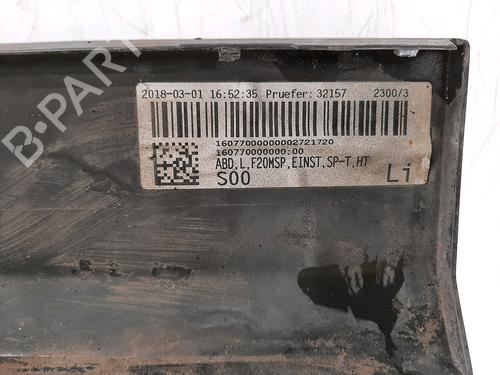 2018-03-01 16:52:35 Pruefer: 32157 2300/3
16077000000002721720
160770000000:00
ABD,L,F20MSP,EINST,SP-T,HT
S00 Li
B-PARTS